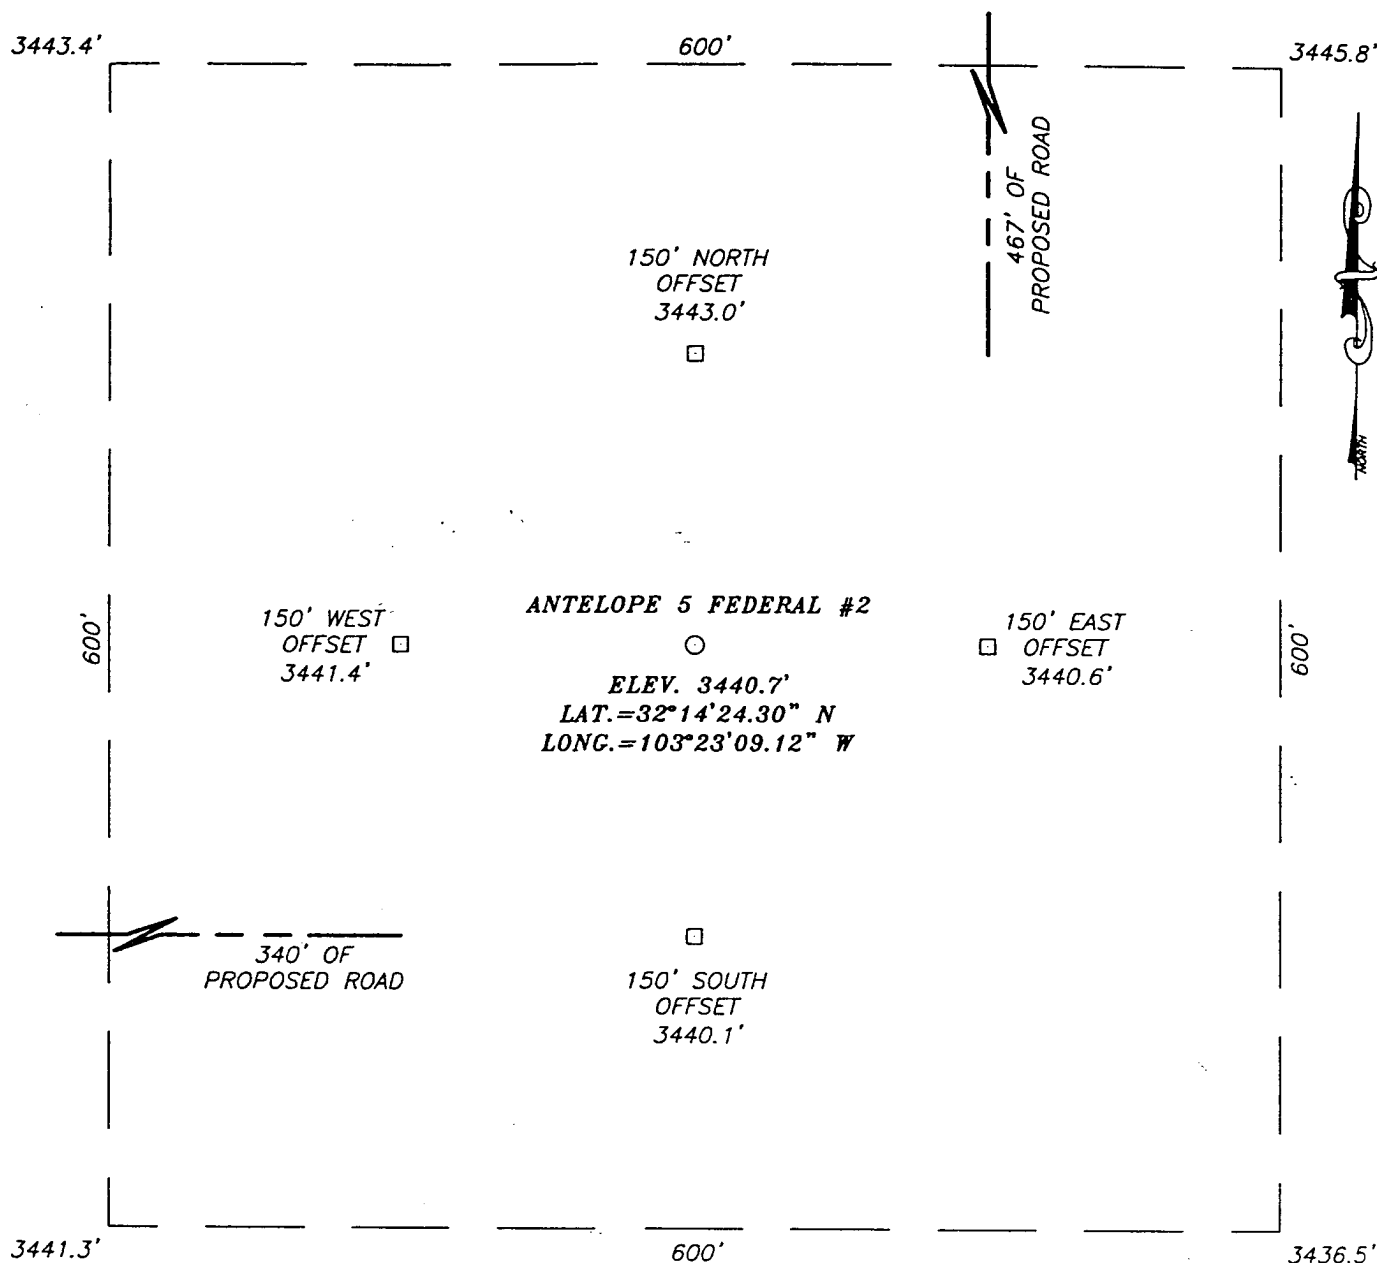 3443.4'
600'
3445.8'
467' OF
PROPOSED ROAD
NORTH
150' NORTH
OFFSET
3443.0'
600'
150' WEST
OFFSET
3441.4'
ANTELOPE 5 FEDERAL #2
ELEV. 3440.7'
LAT.=32°14'24.30" N
LONG.=103°23'09.12" W
150' EAST
OFFSET
3440.6'
600'
340' OF
PROPOSED ROAD
150' SOUTH
OFFSET
3440.1'
3441.3'
600'
3436.5'